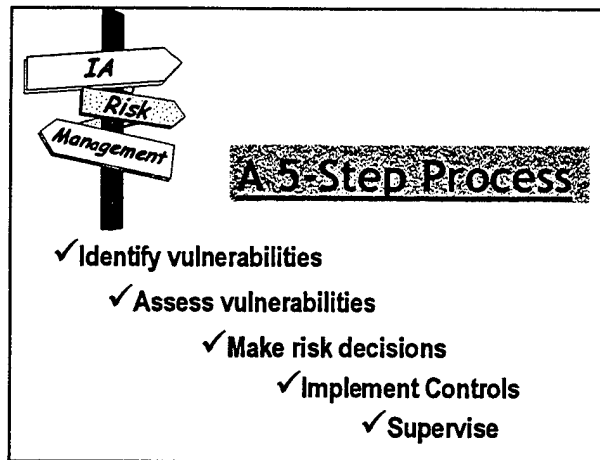 IA
Risk
Management
A 5-Step Process
✓Identify vulnerabilities
✓Assess vulnerabilities
✓Make risk decisions
✓Implement Controls
✓Supervise